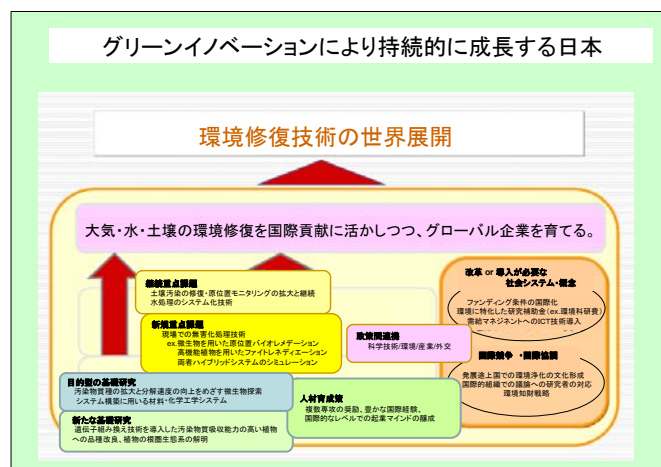 グリーンイノベーションにより持続的に成長する日本
環境修復技術の世界展開
大気・水・土壌の環境修復を国際貢献に活かしつつ、グローバル企業を育てる。
継続重点課題
土壌汚染の修復・原位置モニタリングの拡大と継続
水処理のシステム化技術
新規重点課題
現場での無害化処理技術
ex.微生物を用いた原位置バイオレメデーション
高機能植物を用いたファイトレネディエーション
両者ハイブリッドシステムのシミュレーション
目的型の基礎研究
汚染物質種の拡大と分解速度の向上をめざす微生物探索
システム構築に用いる材料・化学工学システム
新たな基礎研究
遺伝子組み換え技術を導入した汚染物質吸収能力の高い植物
への品種改良、植物の根圏生態系の解明
政策間連携
科学技術/環境/産業/外交
人材育成策
複数専攻の奨励、豊かな国際経験、
国際的なレベルでの起業マインドの醸成
改革 or 導入が必要な
社会システム・概念
ファンディング条件の国際化
環境に特化した研究補助金(ex.環境科研費)
需給マネジネントへのICT技術導入
国際競争 ・国際協調
発展途上国での環境浄化の文化形成
国際的組織での議論への研究者の対応
環境知財戦略